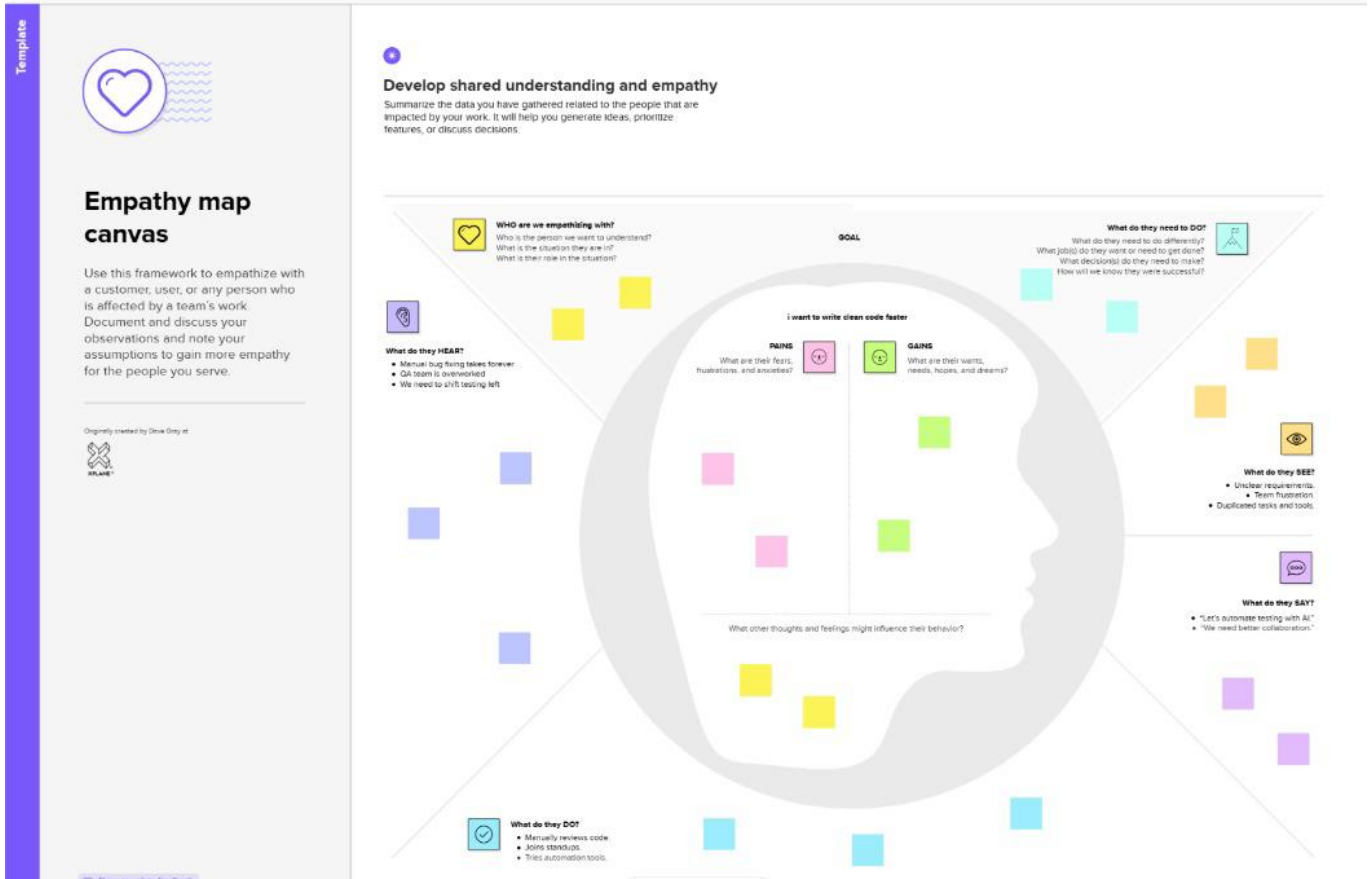 Template
Empathy map
canvas
Use this framework to empathize with
a customer, user, or any person who
is affected by a team's work.
Document and discuss your
observations and note your
assumptions to gain more empathy
for the people you serve.
Originally created by Dave Gray at
XPLANE
Develop shared understanding and empathy
Summarize the data you have gathered related to the people that are
impacted by your work. It will help you generate ideas, prioritize
features, or discuss decisions.
WHO are we empathizing with?
Who is the person we want to understand?
What is the situation they are in?
What is their role in the situation?
GOAL
What do they need to DO?
What do they need to do differently?
What job(s) do they want or need to get done?
What decision(s) do they need to make?
How will we know they were successful?
What do they HEAR?
• Manual bug fixing takes forever
• QA team is overworked
• We need to shift testing left
i want to write clean code faster
PAINS
What are their fears,
frustrations, and anxieties?
GAINS
What are their wants,
needs, hopes, and dreams?
What do they SEE?
• Unclear requirements.
• Team frustration.
• Duplicated tasks and tools.
What do they SAY?
• "Let's automate testing with AI."
• "We need better collaboration."
What other thoughts and feelings might influence their behavior?
What do they DO?
• Manually reviews code.
• Joins standups.
• Tries automation tools.